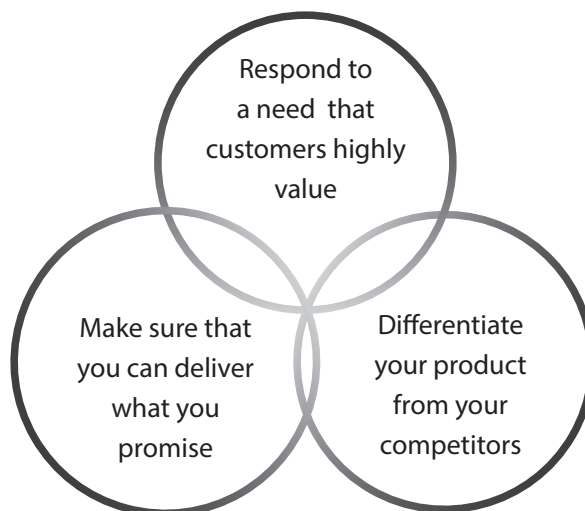 Respond to
a need that
customers highly
value
Make sure that
you can deliver
what you
promise
Differentiate
your product
from your
competitors